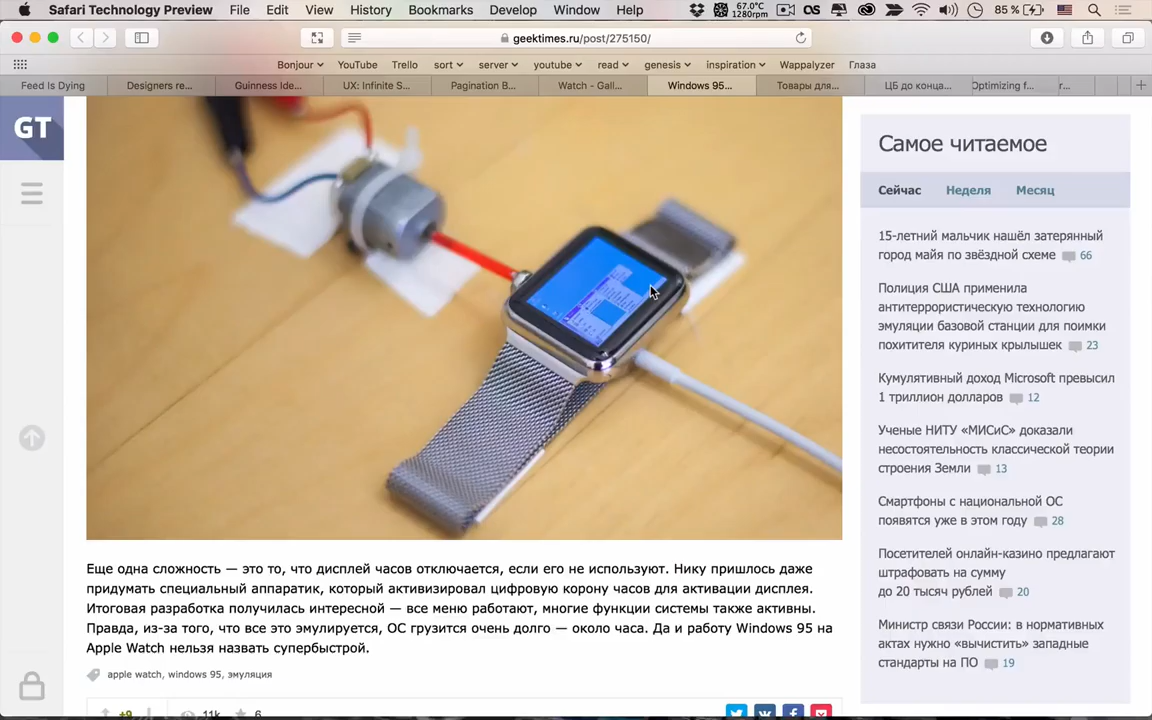 Safari Technology Preview File Edit View History Bookmarks Develop Window Help 67.0°C 1280rpm 85 %
geektimes.ru/post/275150/
Bonjour YouTube Trello sort server youtube read genesis inspiration Wappalyzer Глаза
Feed Is Dying Designers re... Guinness Ide... UX: Infinite S... Pagination B... Watch - Gall... Windows 95... Товары для... ЦБ до конца... Optimizing f... r...
GT
Самое читаемое
Сейчас Неделя Месяц
15-летний мальчик нашёл затерянный
город майя по звёздной схеме 66
Полиция США применила
антитеррористическую технологию
эмуляции базовой станции для поимки
похитителя куриных крылышек 23
Кумулятивный доход Microsoft превысил
1 триллион долларов 12
Ученые НИТУ «МИСиС» доказали
несостоятельность классической теории
строения Земли 13
Смартфоны с национальной ОС
появятся уже в этом году 28
Посетителей онлайн-казино предлагают
штрафовать на сумму
до 20 тысяч рублей 20
Министр связи России: в нормативных
актах нужно «вычистить» западные
стандарты на ПО 19
Еще одна сложность — это то, что дисплей часов отключается, если его не используют. Нику пришлось даже
придумать специальный аппаратик, который активизировал цифровую корону часов для активации дисплея.
Итоговая разработка получилась интересной — все меню работают, многие функции системы также активны.
Правда, из-за того, что все это эмулируется, ОС грузится очень долго — около часа. Да и работу Windows 95 на
Apple Watch нельзя назвать супербыстрой.
apple watch, windows 95, эмуляция
+9 11k 6